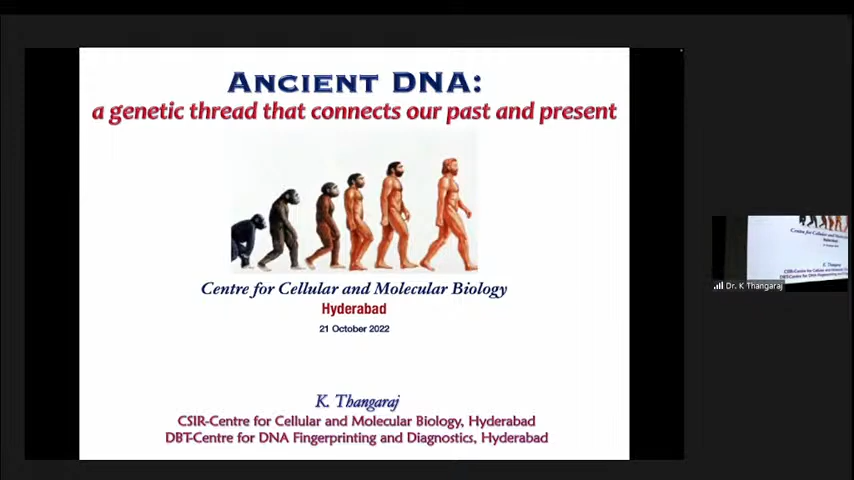 ANCIENT DNA:
a genetic thread that connects our past and present
Centre for Cellular and Molecular Biology
Hyderabad
21 October 2022
K. Thangaraj
CSIR-Centre for Cellular and Molecular Biology, Hyderabad
DBT-Centre for DNA Fingerprinting and Diagnostics, Hyderabad
Dr. K Thangaraj